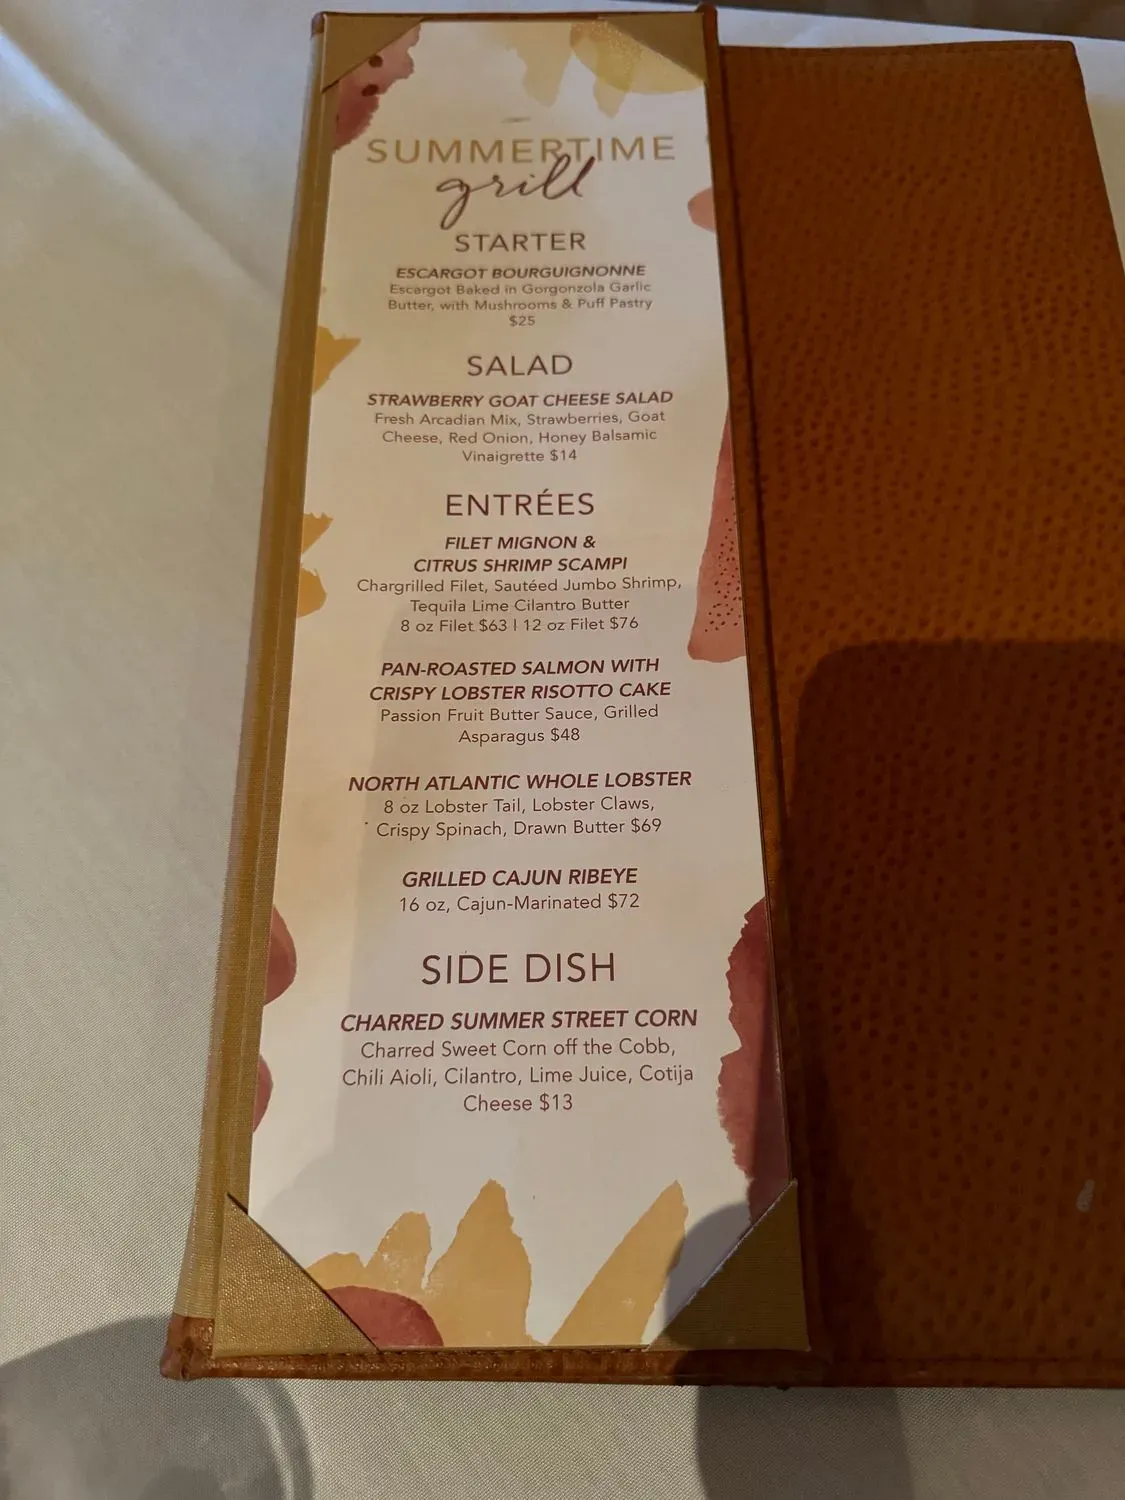 SUMMERTIME
grill
STARTER
ESCARGOT BOURGUIGNONNE
Escargot Baked in Gorgonzola Garlic
Butter, with Mushrooms & Puff Pastry
$25
SALAD
STRAWBERRY GOAT CHEESE SALAD
Fresh Arcadian Mix, Strawberries, Goat
Cheese, Red Onion, Honey Balsamic
Vinaigrette $14
ENTRÉES
FILET MIGNON &
CITRUS SHRIMP SCAMPI
Chargrilled Filet, Sautéed Jumbo Shrimp,
Tequila Lime Cilantro Butter
8 oz Filet $63 | 12 oz Filet $76
PAN-ROASTED SALMON WITH
CRISPY LOBSTER RISOTTO CAKE
Passion Fruit Butter Sauce, Grilled
Asparagus $48
NORTH ATLANTIC WHOLE LOBSTER
8 oz Lobster Tail, Lobster Claws,
Crispy Spinach, Drawn Butter $69
GRILLED CAJUN RIBEYE
16 oz, Cajun-Marinated $72
SIDE DISH
CHARRED SUMMER STREET CORN
Charred Sweet Corn off the Cobb,
Chili Aioli, Cilantro, Lime Juice, Cotija
Cheese $13